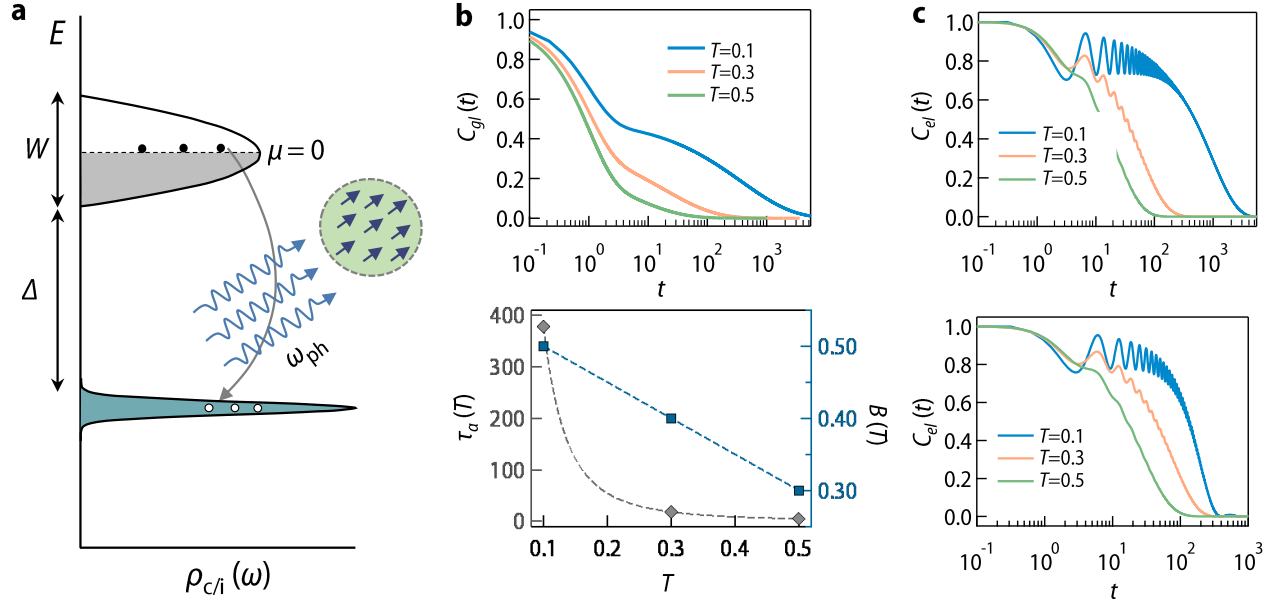 a
E
W
μ = 0
Δ
ω_ph
ρ_c/i (ω)
b
1.0
0.8
0.6
0.4
0.2
0.0
C_gl (t)
T=0.1
T=0.3
T=0.5
10^-1 10^0 10^1 10^2 10^3
t
400
300
200
100
0
τ_a (T)
0.50
0.40
0.30
B (T)
0.1 0.2 0.3 0.4 0.5
T
c
1.0
0.8
0.6
0.4
0.2
0.0
C_el (t)
T=0.1
T=0.3
T=0.5
10^-1 10^0 10^1 10^2 10^3
t
1.0
0.8
0.6
0.4
0.2
0.0
C_el (t)
T=0.1
T=0.3
T=0.5
10^-1 10^0 10^1 10^2 10^3
t